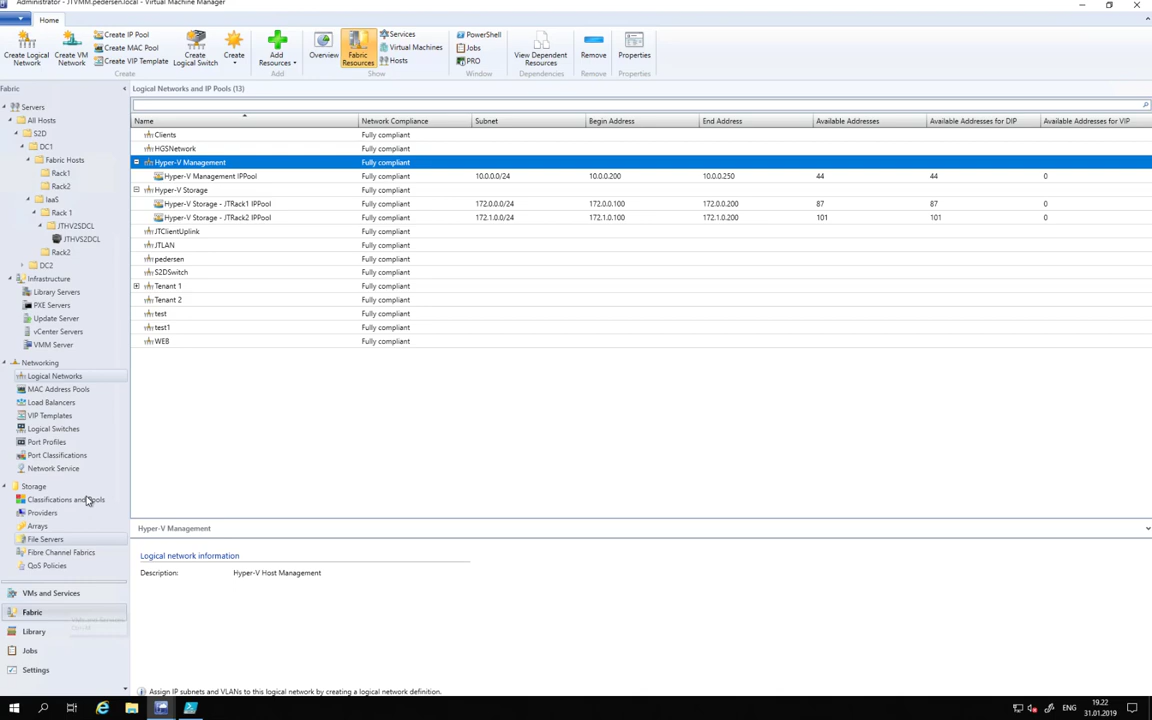 Administrator - JTVMM.pedersen.local - Virtual Machine Manager
Home
Create Logical Network
Create VM Network
Create IP Pool
Create MAC Pool
Create VIP Template
Create Logical Switch
Create
Create
Add Resources
Add
Overview
Fabric Resources
Services
Virtual Machines
Hosts
Show
PowerShell
Jobs
PRO
Window
View Dependent Resources
Dependencies
Remove
Remove
Properties
Properties
Fabric
Servers
All Hosts
S2D
DC1
Fabric Hosts
Rack1
Rack2
IaaS
Rack 1
JTHV2SDCL
JTHVS2DCL
Rack2
DC2
Infrastructure
Library Servers
PXE Servers
Update Server
vCenter Servers
VMM Server
Networking
Logical Networks
MAC Address Pools
Load Balancers
VIP Templates
Logical Switches
Port Profiles
Port Classifications
Network Service
Storage
Classifications and Pools
Providers
Arrays
File Servers
Fibre Channel Fabrics
QoS Policies
VMs and Services
Fabric
Library
Jobs
Settings
Logical Networks and IP Pools (13)
Name Network Compliance Subnet Begin Address End Address Available Addresses Available Addresses for DIP Available Addresses for VIP
Clients Fully compliant
HGSNetwork Fully compliant
Hyper-V Management Fully compliant
Hyper-V Management IPPool Fully compliant 10.0.0.0/24 10.0.0.200 10.0.0.250 44 44 0
Hyper-V Storage Fully compliant
Hyper-V Storage - JTRack1 IPPool Fully compliant 172.0.0.0/24 172.0.0.100 172.0.0.200 87 87 0
Hyper-V Storage - JTRack2 IPPool Fully compliant 172.1.0.0/24 172.1.0.100 172.1.0.200 101 101 0
JTClientUplink Fully compliant
JTLAN Fully compliant
pedersen Fully compliant
S2DSwitch Fully compliant
Tenant 1 Fully compliant
Tenant 2 Fully compliant
test Fully compliant
test1 Fully compliant
WEB Fully compliant
Hyper-V Management
Logical network information
Description: Hyper-V Host Management
Assign IP subnets and VLANs to this logical network by creating a logical network definition.
ENG
19.22
31.01.2019